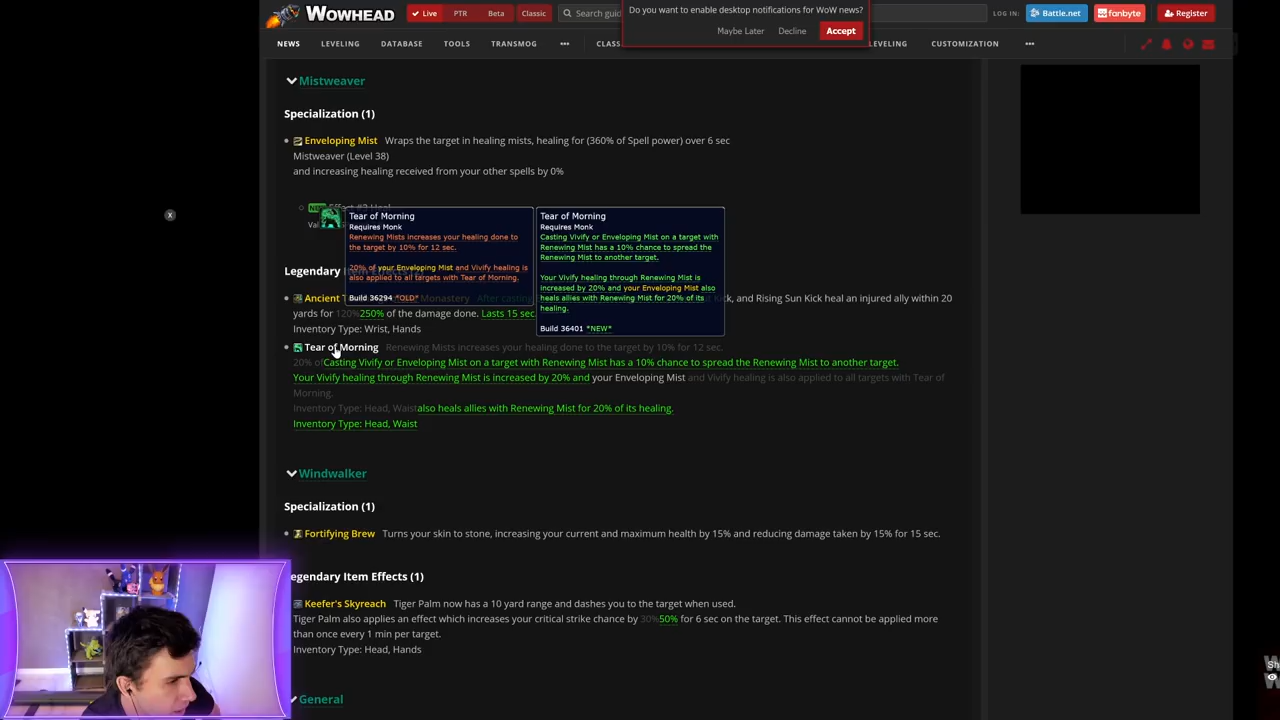 WOWHEAD
Live
PTR
Beta
Classic
Search guid
Do you want to enable desktop notifications for WoW news?
Maybe Later
Decline
Accept
LOG IN:
Battle.net
fanbyte
Register
NEWS
LEVELING
DATABASE
TOOLS
TRANSMOG
CLASS
LEVELING
CUSTOMIZATION
Mistweaver
Specialization (1)
Enveloping Mist Wraps the target in healing mists, healing for (360% of Spell power) over 6 sec
Mistweaver (Level 38)
and increasing healing received from your other spells by 0%
X
Tear of Morning
Requires Monk
Renewing Mists increases your healing done to
the target by 10% for 12 sec.
20% of your Enveloping Mist and Vivify healing is
also applied to all targets with Tear of Morning.
Build 36294 *OLD*
Tear of Morning
Requires Monk
Casting Vivify or Enveloping Mist on a target with
Renewing Mist has a 10% chance to spread the
Renewing Mist to another target.
Your Vivify healing through Renewing Mist is
increased by 20% and your Enveloping Mist also
heals allies with Renewing Mist for 20% of its
healing.
Build 36401 *NEW*
Ancient T Monastery After casting Kick, and Rising Sun Kick heal an injured ally within 20
yards for 120%250% of the damage done. Lasts 15 sec.
Inventory Type: Wrist, Hands
Tear of Morning Renewing Mists increases your healing done to the target by 10% for 12 sec.
20% ofCasting Vivify or Enveloping Mist on a target with Renewing Mist has a 10% chance to spread the Renewing Mist to another target.
Your Vivify healing through Renewing Mist is increased by 20% and your Enveloping Mist and Vivify healing is also applied to all targets with Tear of
Morning.
Inventory Type: Head, Waistalso heals allies with Renewing Mist for 20% of its healing.
Inventory Type: Head, Waist
Windwalker
Specialization (1)
Fortifying Brew Turns your skin to stone, increasing your current and maximum health by 15% and reducing damage taken by 15% for 15 sec.
egendary Item Effects (1)
Keefer's Skyreach Tiger Palm now has a 10 yard range and dashes you to the target when used.
Tiger Palm also applies an effect which increases your critical strike chance by 30%50% for 6 sec on the target. This effect cannot be applied more
than once every 1 min per target.
Inventory Type: Head, Hands
General
Sh